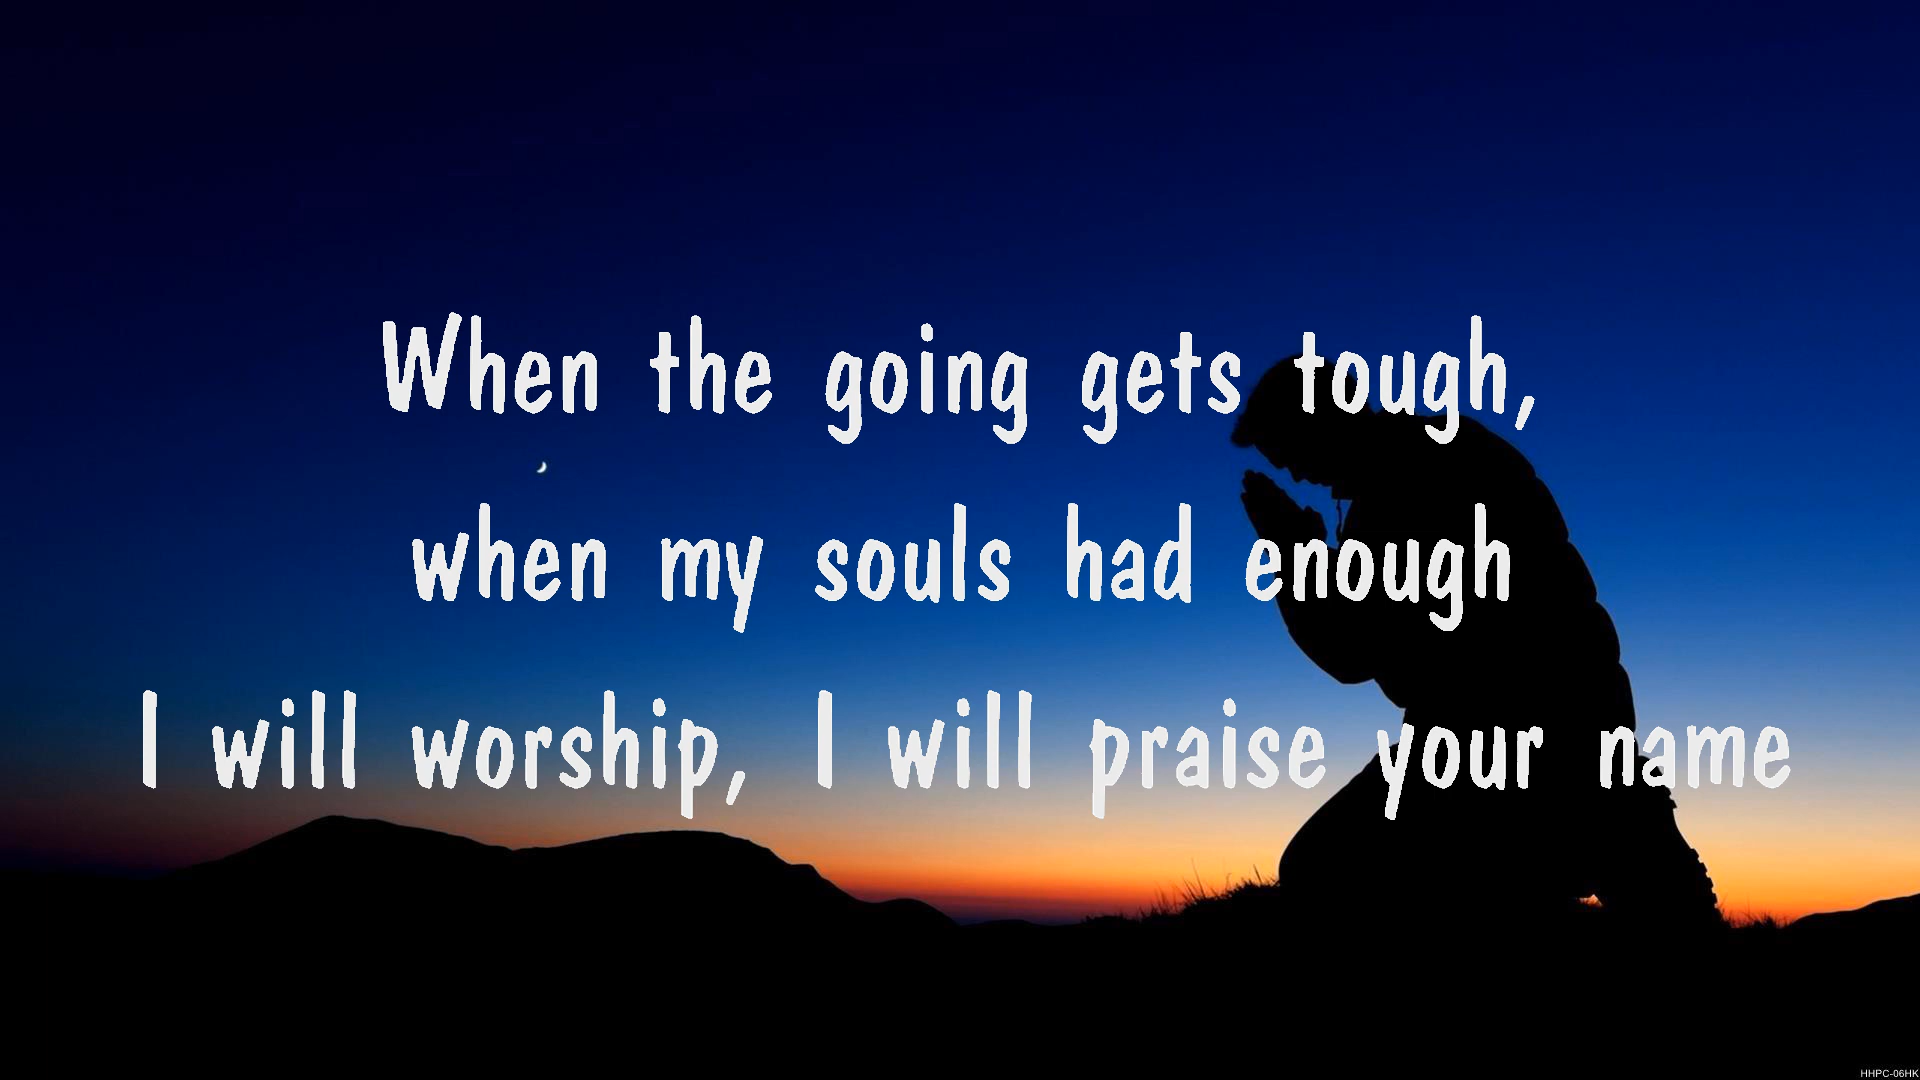 When the going gets tough,
when my souls had enough
I will worship, I will praise your name
HHPC-06HK